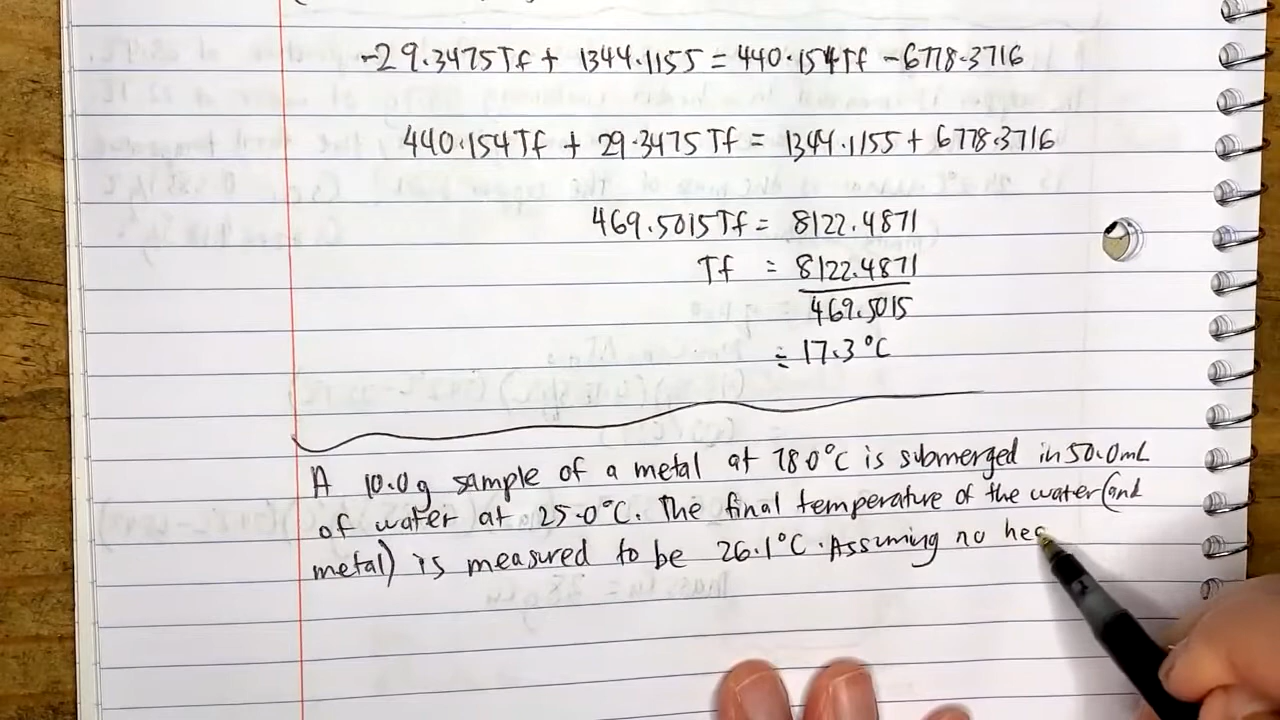 -29.3475Tf + 1344.1155 = 440.154Tf - 6778.3716
440.154Tf + 29.3475Tf = 1344.1155 + 6778.3716
469.5015Tf = 8122.4871
Tf = 8122.4871
469.5015
= 17.3°C
A 10.0g sample of a metal at 78.0°C is submerged in 50.0mL
of water at 25.0°C. The final temperature of the water (and
metal) is measured to be 26.1°C. Assuming no hea